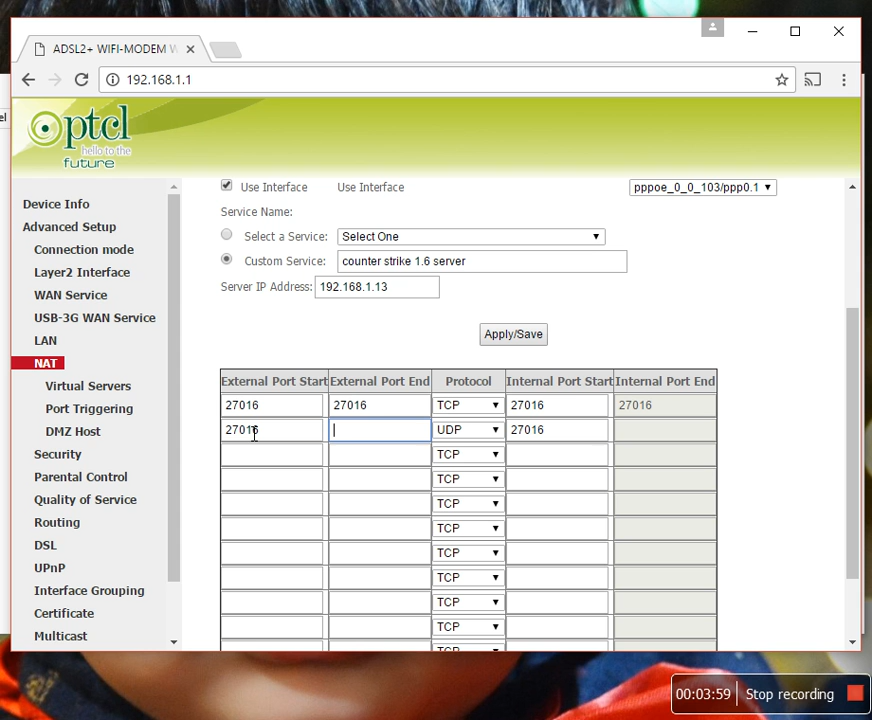 ADSL2+ WIFI-MODEM W
192.168.1.1
ptcl
hello to the
future
el
Device Info
Advanced Setup
Connection mode
Layer2 Interface
WAN Service
USB-3G WAN Service
LAN
NAT
Virtual Servers
Port Triggering
DMZ Host
Security
Parental Control
Quality of Service
Routing
DSL
UPnP
Interface Grouping
Certificate
Multicast
Use Interface Use Interface pppoe_0_0_103/ppp0.1
Service Name:
Select a Service: Select One
Custom Service: counter strike 1.6 server
Server IP Address: 192.168.1.13
Apply/Save
External Port Start External Port End Protocol Internal Port Start Internal Port End
27016 27016 TCP 27016 27016
27016 UDP 27016
TCP
TCP
TCP
TCP
TCP
TCP
TCP
TCP
TCP
00:03:59 Stop recording